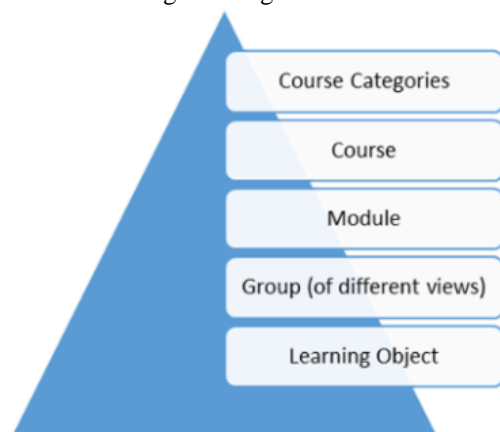 Course Categories
Course
Module
Group (of different views)
Learning Object